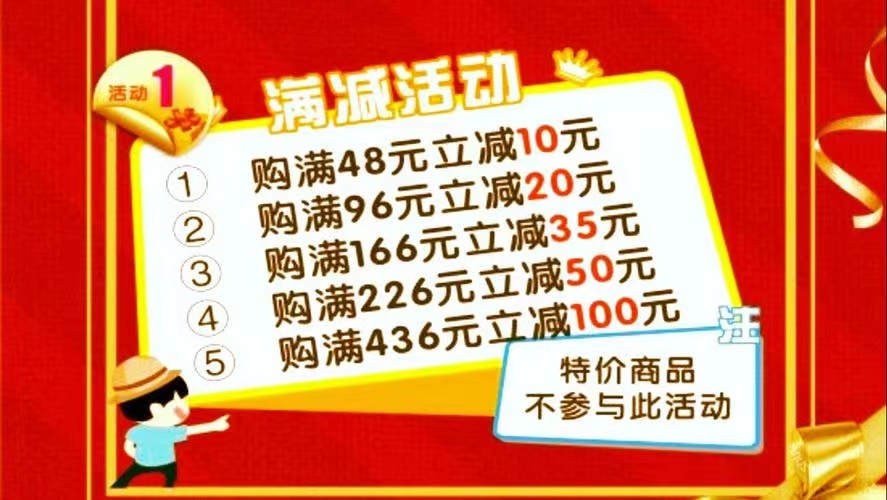 活动1
满减活动
① 购满48元立减10元
② 购满96元立减20元
③ 购满166元立减35元
④ 购满226元立减50元
⑤ 购满436元立减100元
注
特价商品
不参与此活动